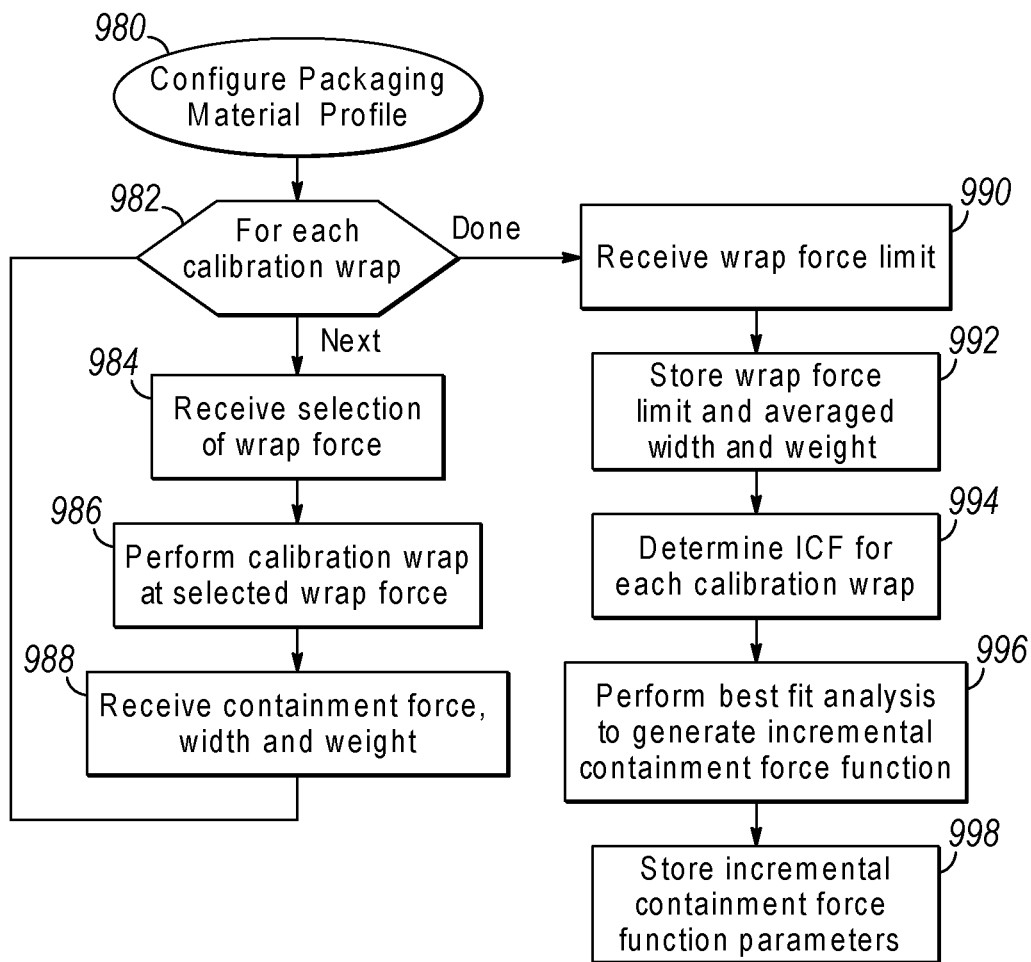 980
Configure Packaging
Material Profile
982
For each
calibration wrap
Done
Next
984
Receive selection
of wrap force
986
Perform calibration wrap
at selected wrap force
988
Receive containment force,
width and weight
990
Receive wrap force limit
992
Store wrap force
limit and averaged
width and weight
994
Determine ICF for
each calibration wrap
996
Perform best fit analysis
to generate incremental
containment force function
998
Store incremental
containment force
function parameters